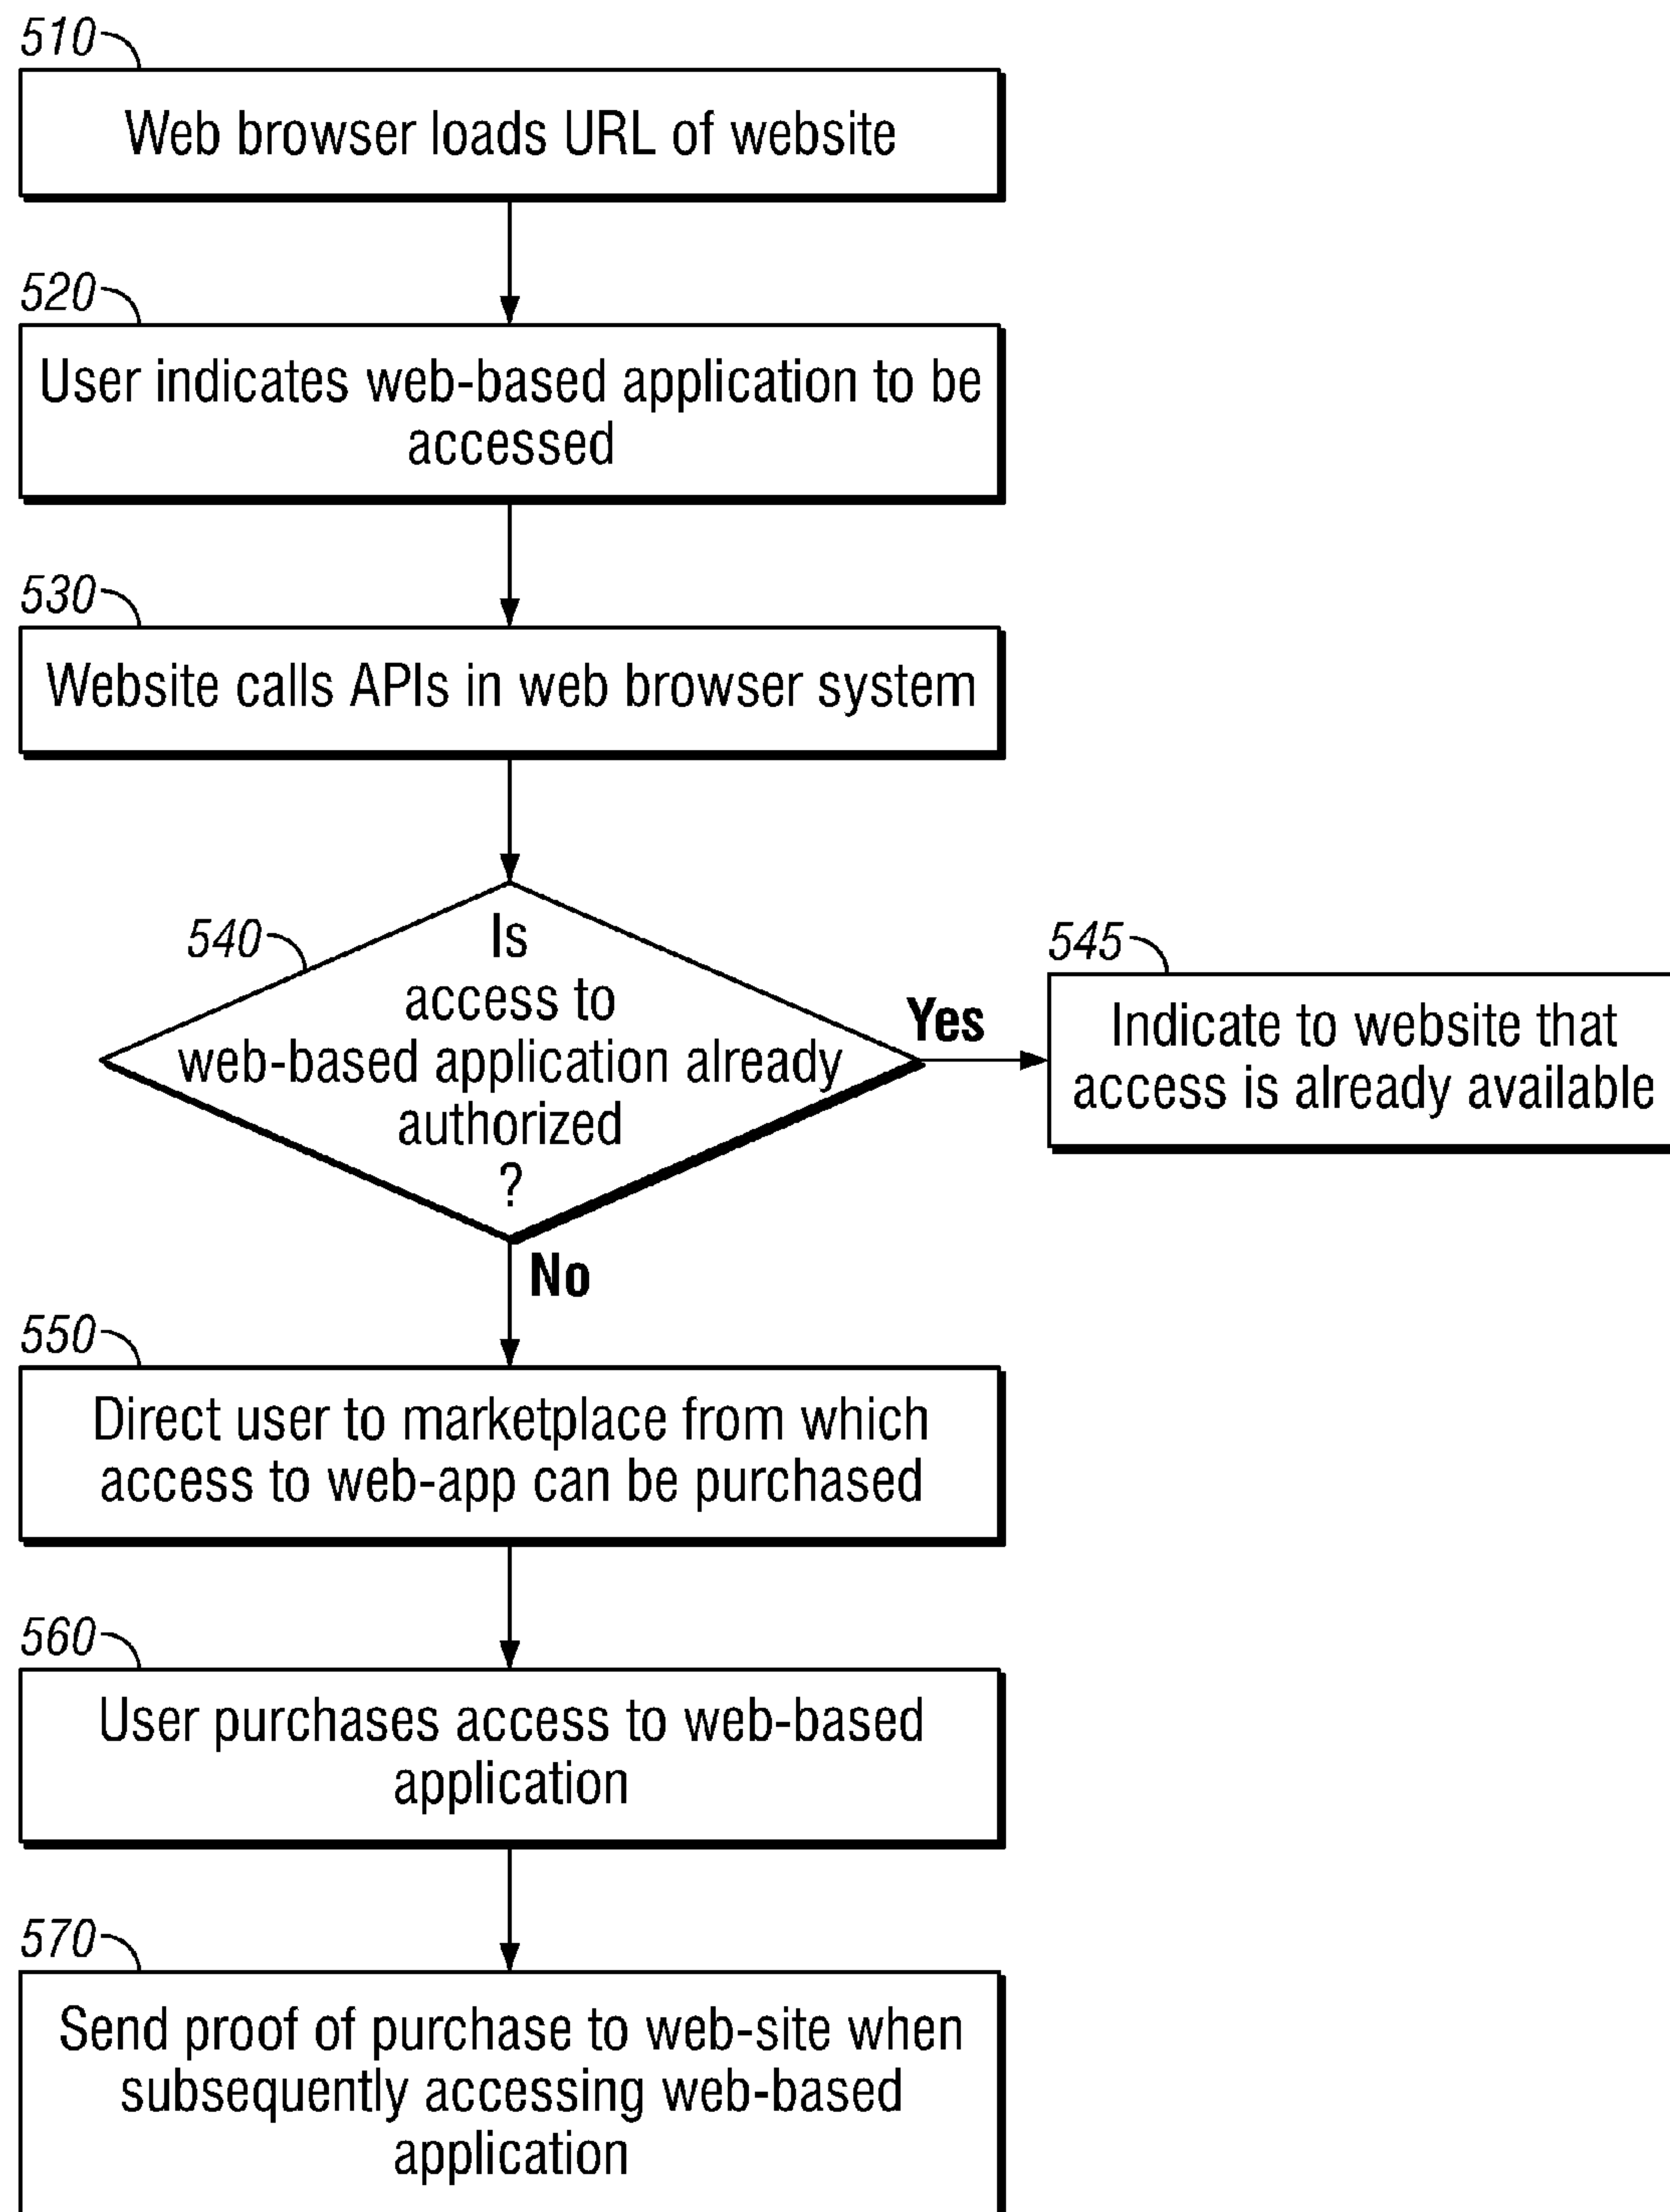 510
Web browser loads URL of website
520
User indicates web-based application to be
accessed
530
Website calls APIs in web browser system
540
Is
access to
web-based application already
authorized
?
Yes
545
Indicate to website that
access is already available
No
550
Direct user to marketplace from which
access to web-app can be purchased
560
User purchases access to web-based
application
570
Send proof of purchase to web-site when
subsequently accessing web-based
application